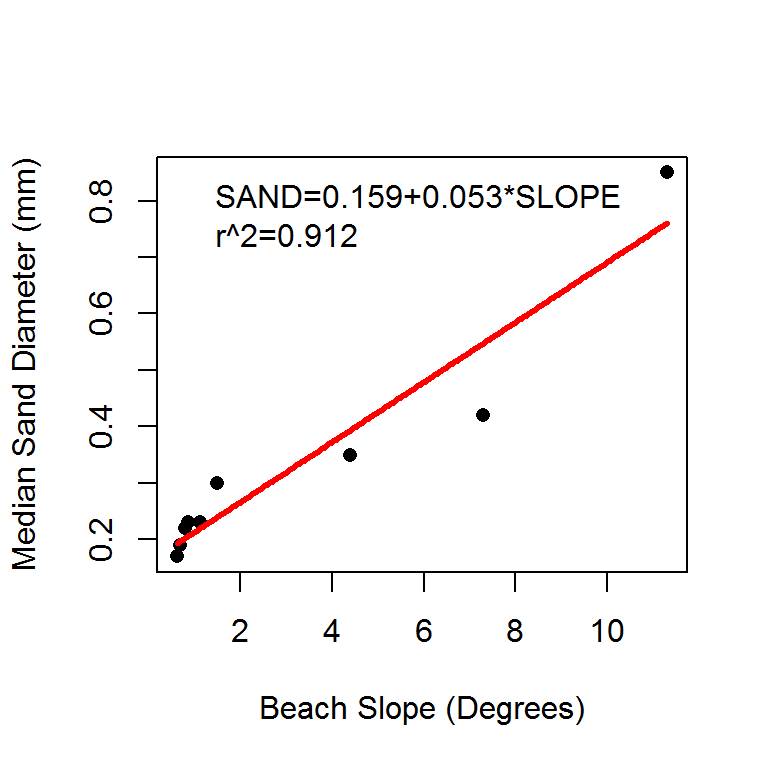 SAND=0.159+0.053*SLOPE
r^2=0.912
Median Sand Diameter (mm)
0.8
0.6
0.4
0.2
2 4 6 8 10
Beach Slope (Degrees)